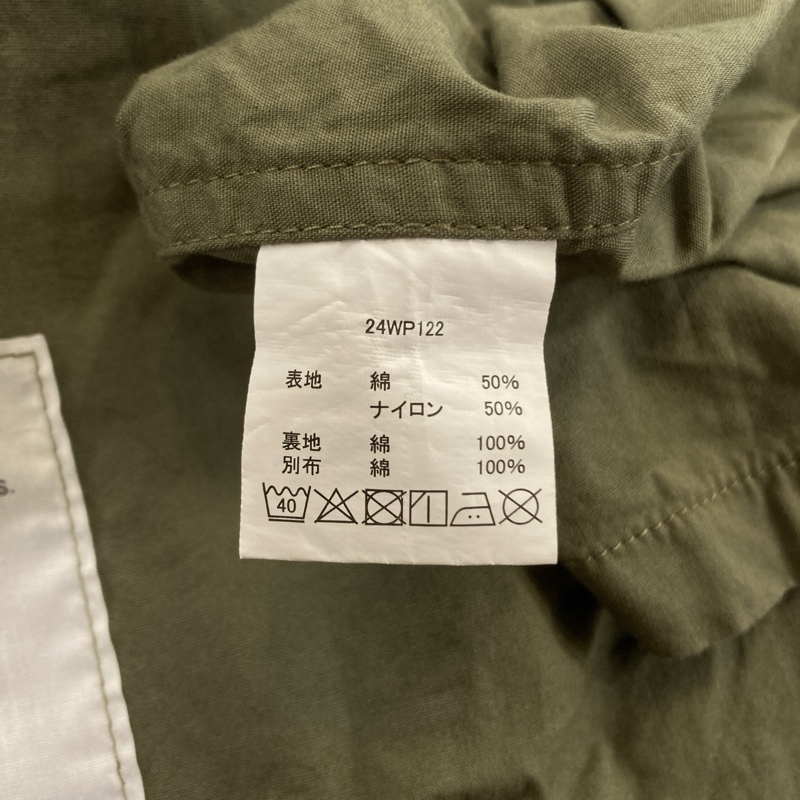 24WP122
表地 綿 50%
ナイロン 50%
裏地 綿 100%
別布 綿 100%
40
s.